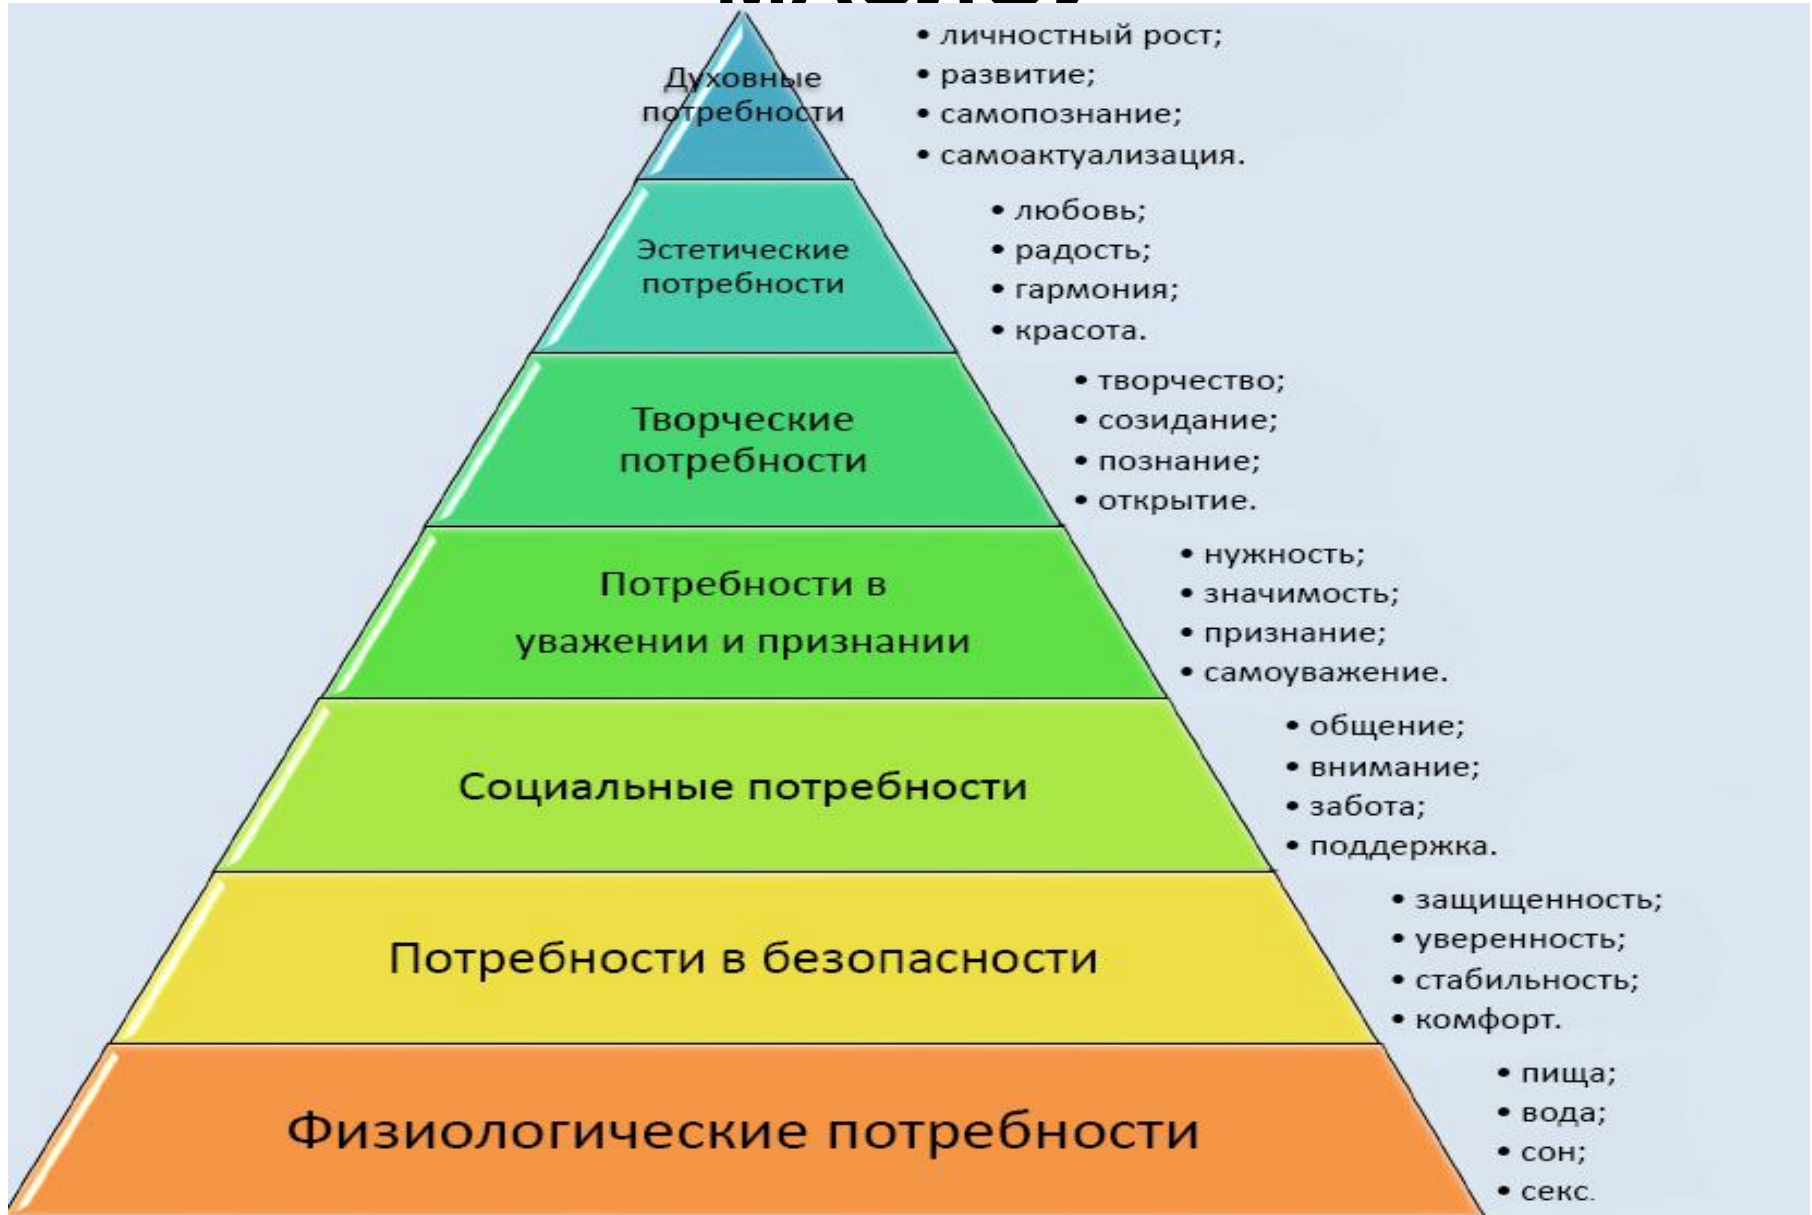 Духовные
потребности
• личностный рост;
• развитие;
• самопознание;
• самоактуализация.
Эстетические
потребности
• любовь;
• радость;
• гармония;
• красота.
Творческие
потребности
• творчество;
• созидание;
• познание;
• открытие.
Потребности в
уважении и признании
• нужность;
• значимость;
• признание;
• самоуважение.
Социальные потребности
• общение;
• внимание;
• забота;
• поддержка.
Потребности в безопасности
• защищенность;
• уверенность;
• стабильность;
• комфорт.
Физиологические потребности
• пища;
• вода;
• сон;
• секс.